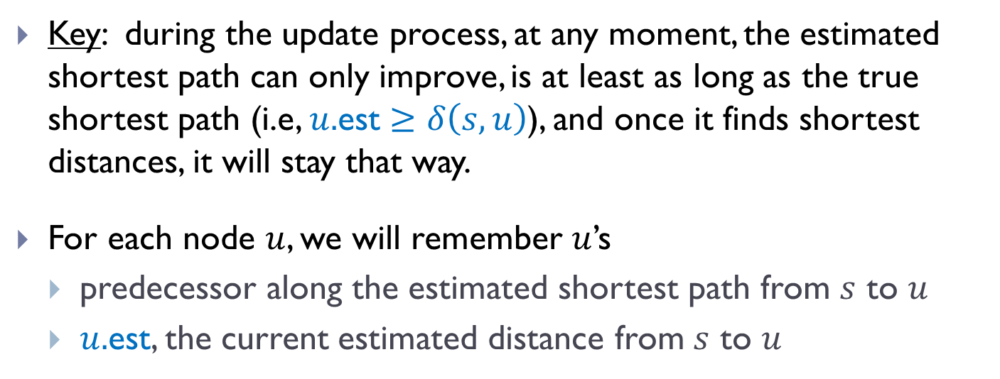 Key: during the update process, at any moment, the estimated
shortest path can only improve, is at least as long as the true
shortest path (i.e, u.est ≥ δ(s, u)), and once it finds shortest
distances, it will stay that way.
For each node u, we will remember u’s
predecessor along the estimated shortest path from s to u
u.est, the current estimated distance from s to u